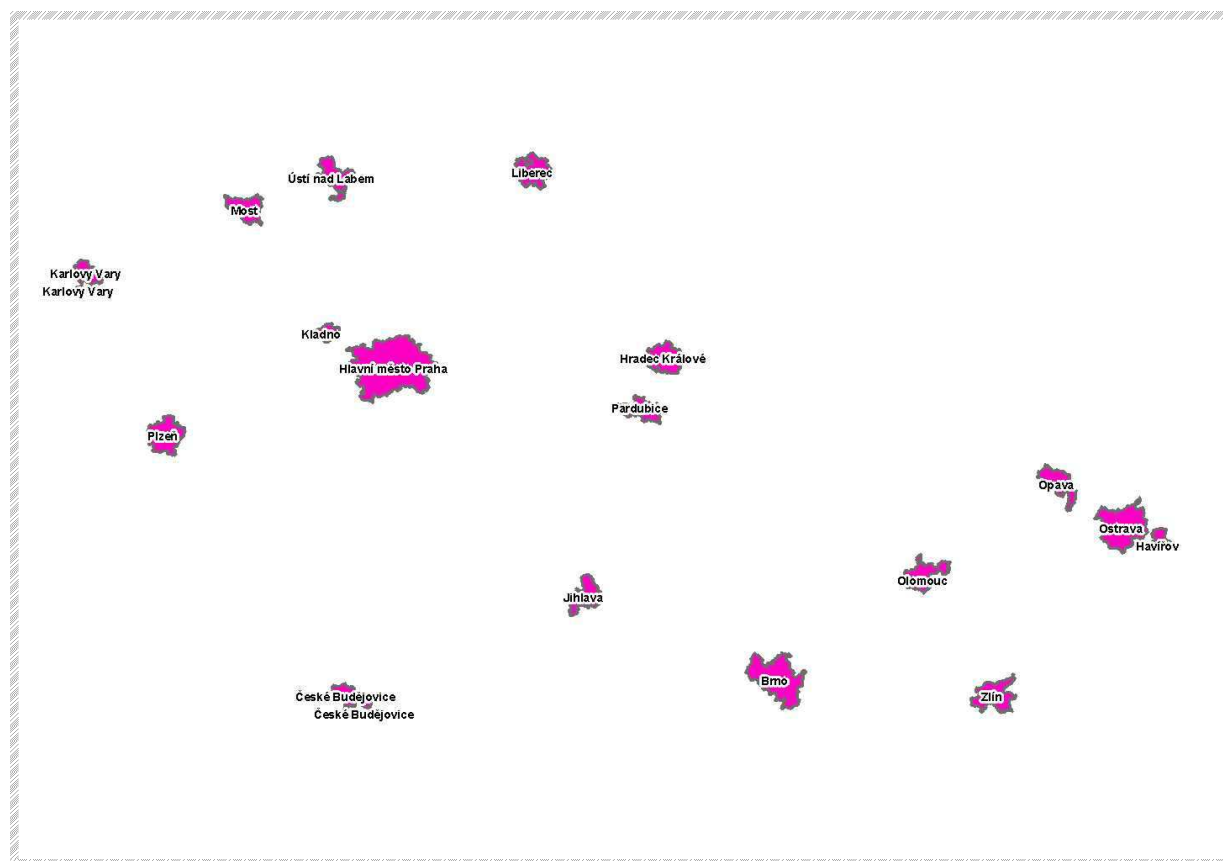 Liberec
Ústí nad Labem
Most
Karlovy Vary
Karlovy Vary
Kladno
Hlavní město Praha
Hradec Králové
Pardubice
Plzeň
Opava
Ostrava
Havířov
Olomouc
Jihlava
Brno
České Budějovice
Zlín
České Budějovice